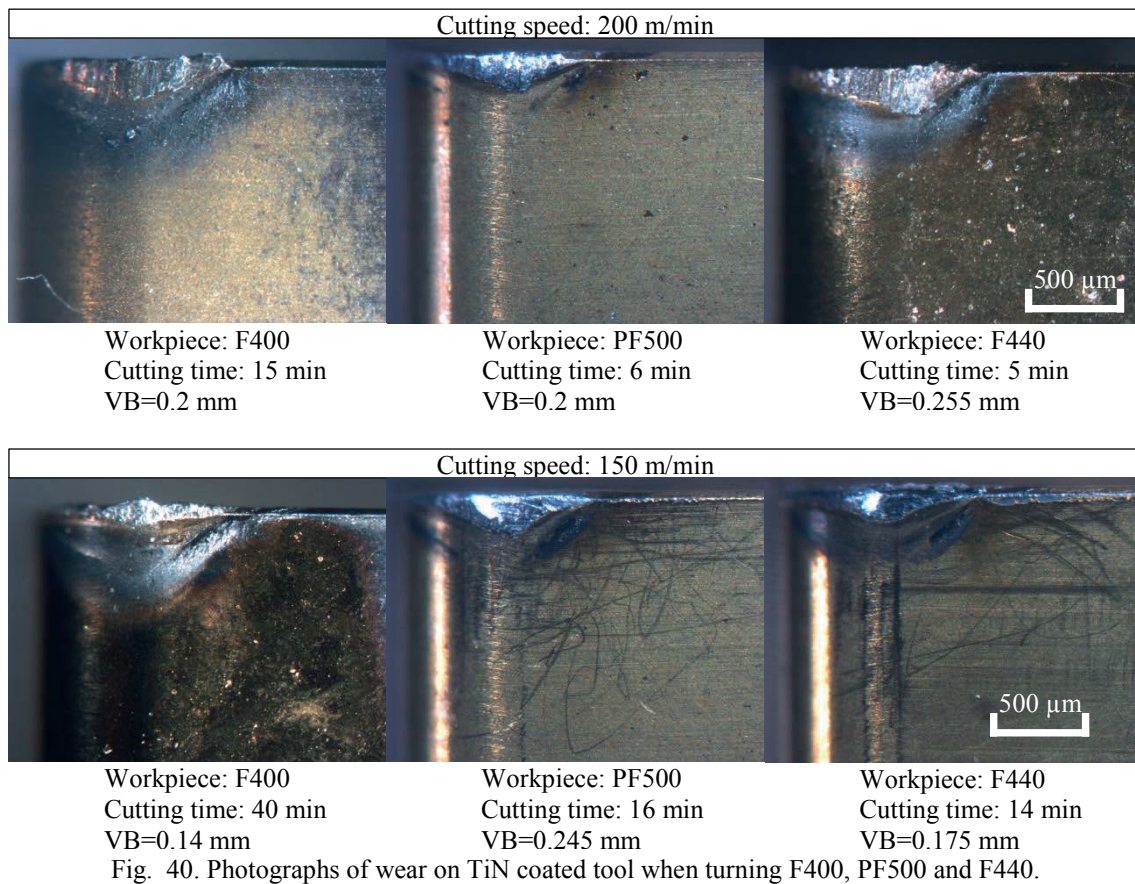 Cutting speed: 200 m/min
500 µm
Workpiece: F400
Cutting time: 15 min
VB=0.2 mm
Workpiece: PF500
Cutting time: 6 min
VB=0.2 mm
Workpiece: F440
Cutting time: 5 min
VB=0.255 mm
Cutting speed: 150 m/min
500 µm
Workpiece: F400
Cutting time: 40 min
VB=0.14 mm
Workpiece: PF500
Cutting time: 16 min
VB=0.245 mm
Workpiece: F440
Cutting time: 14 min
VB=0.175 mm
Fig. 40. Photographs of wear on TiN coated tool when turning F400, PF500 and F440.